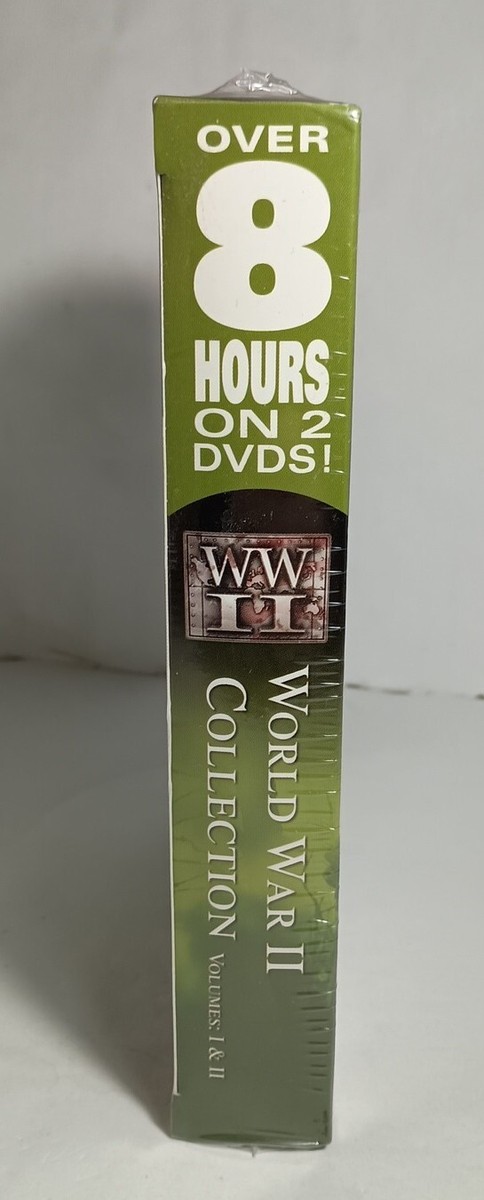 OVER
8
HOURS
ON 2
DVDS!
WW
II
WORLD WAR II
COLLECTION VOLUMES: I & II